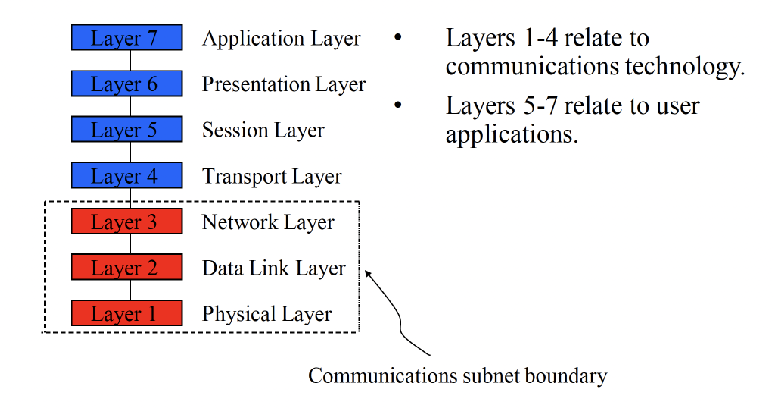 Layer 7 Application Layer
Layer 6 Presentation Layer
Layer 5 Session Layer
Layer 4 Transport Layer
Layer 3 Network Layer
Layer 2 Data Link Layer
Layer 1 Physical Layer
• Layers 1-4 relate to
communications technology.
• Layers 5-7 relate to user
applications.
Communications subnet boundary